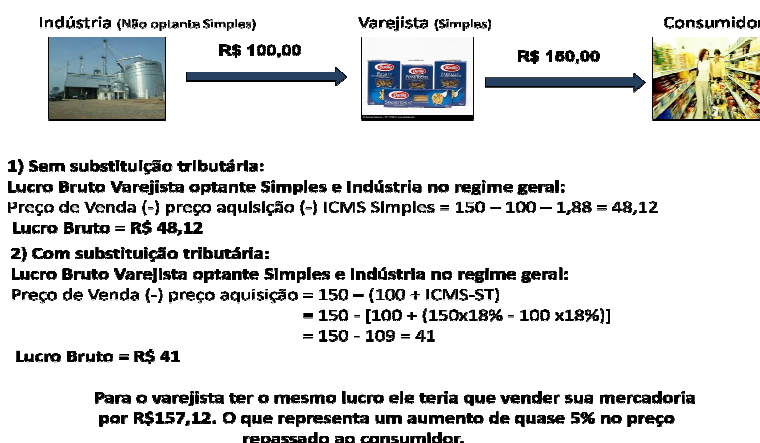 Indústria (Não optante Simples)
Varejista (Simples)
Consumidor
R$ 100,00
R$ 150,00
Barilla
Barilla
Barilla
1) Sem substituição tributária:
Lucro Bruto Varejista optante Simples e Indústria no regime geral:
Preço de Venda (-) preço aquisição (-) ICMS Simples = 150 – 100 – 1,88 = 48,12
Lucro Bruto = R$ 48,12
2) Com substituição tributária:
Lucro Bruto Varejista optante Simples e Indústria no regime geral:
Preço de Venda (-) preço aquisição = 150 – (100 + ICMS-ST)
= 150 - [100 + (150x18% - 100 x18%)]
= 150 - 109 = 41
Lucro Bruto = R$ 41
Para o varejista ter o mesmo lucro ele teria que vender sua mercadoria
por R$157,12. O que representa um aumento de quase 5% no preço
repassado ao consumidor.